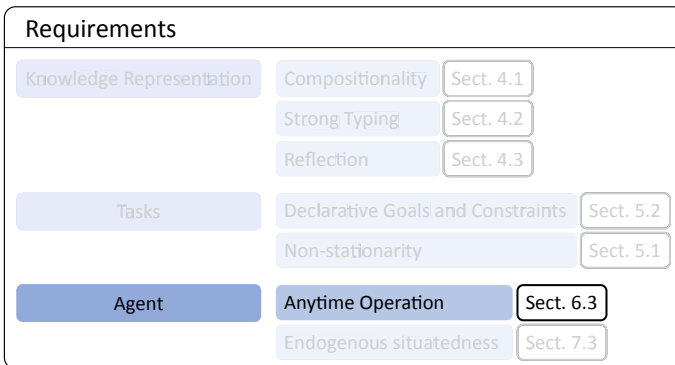 Requirements
Knowledge Representation Compositionality Sect. 4.1
Strong Typing Sect. 4.2
Reflection Sect. 4.3
Tasks Declarative Goals and Constraints Sect. 5.2
Non-stationarity Sect. 5.1
Agent Anytime Operation Sect. 6.3
Endogenous situatedness Sect. 7.3